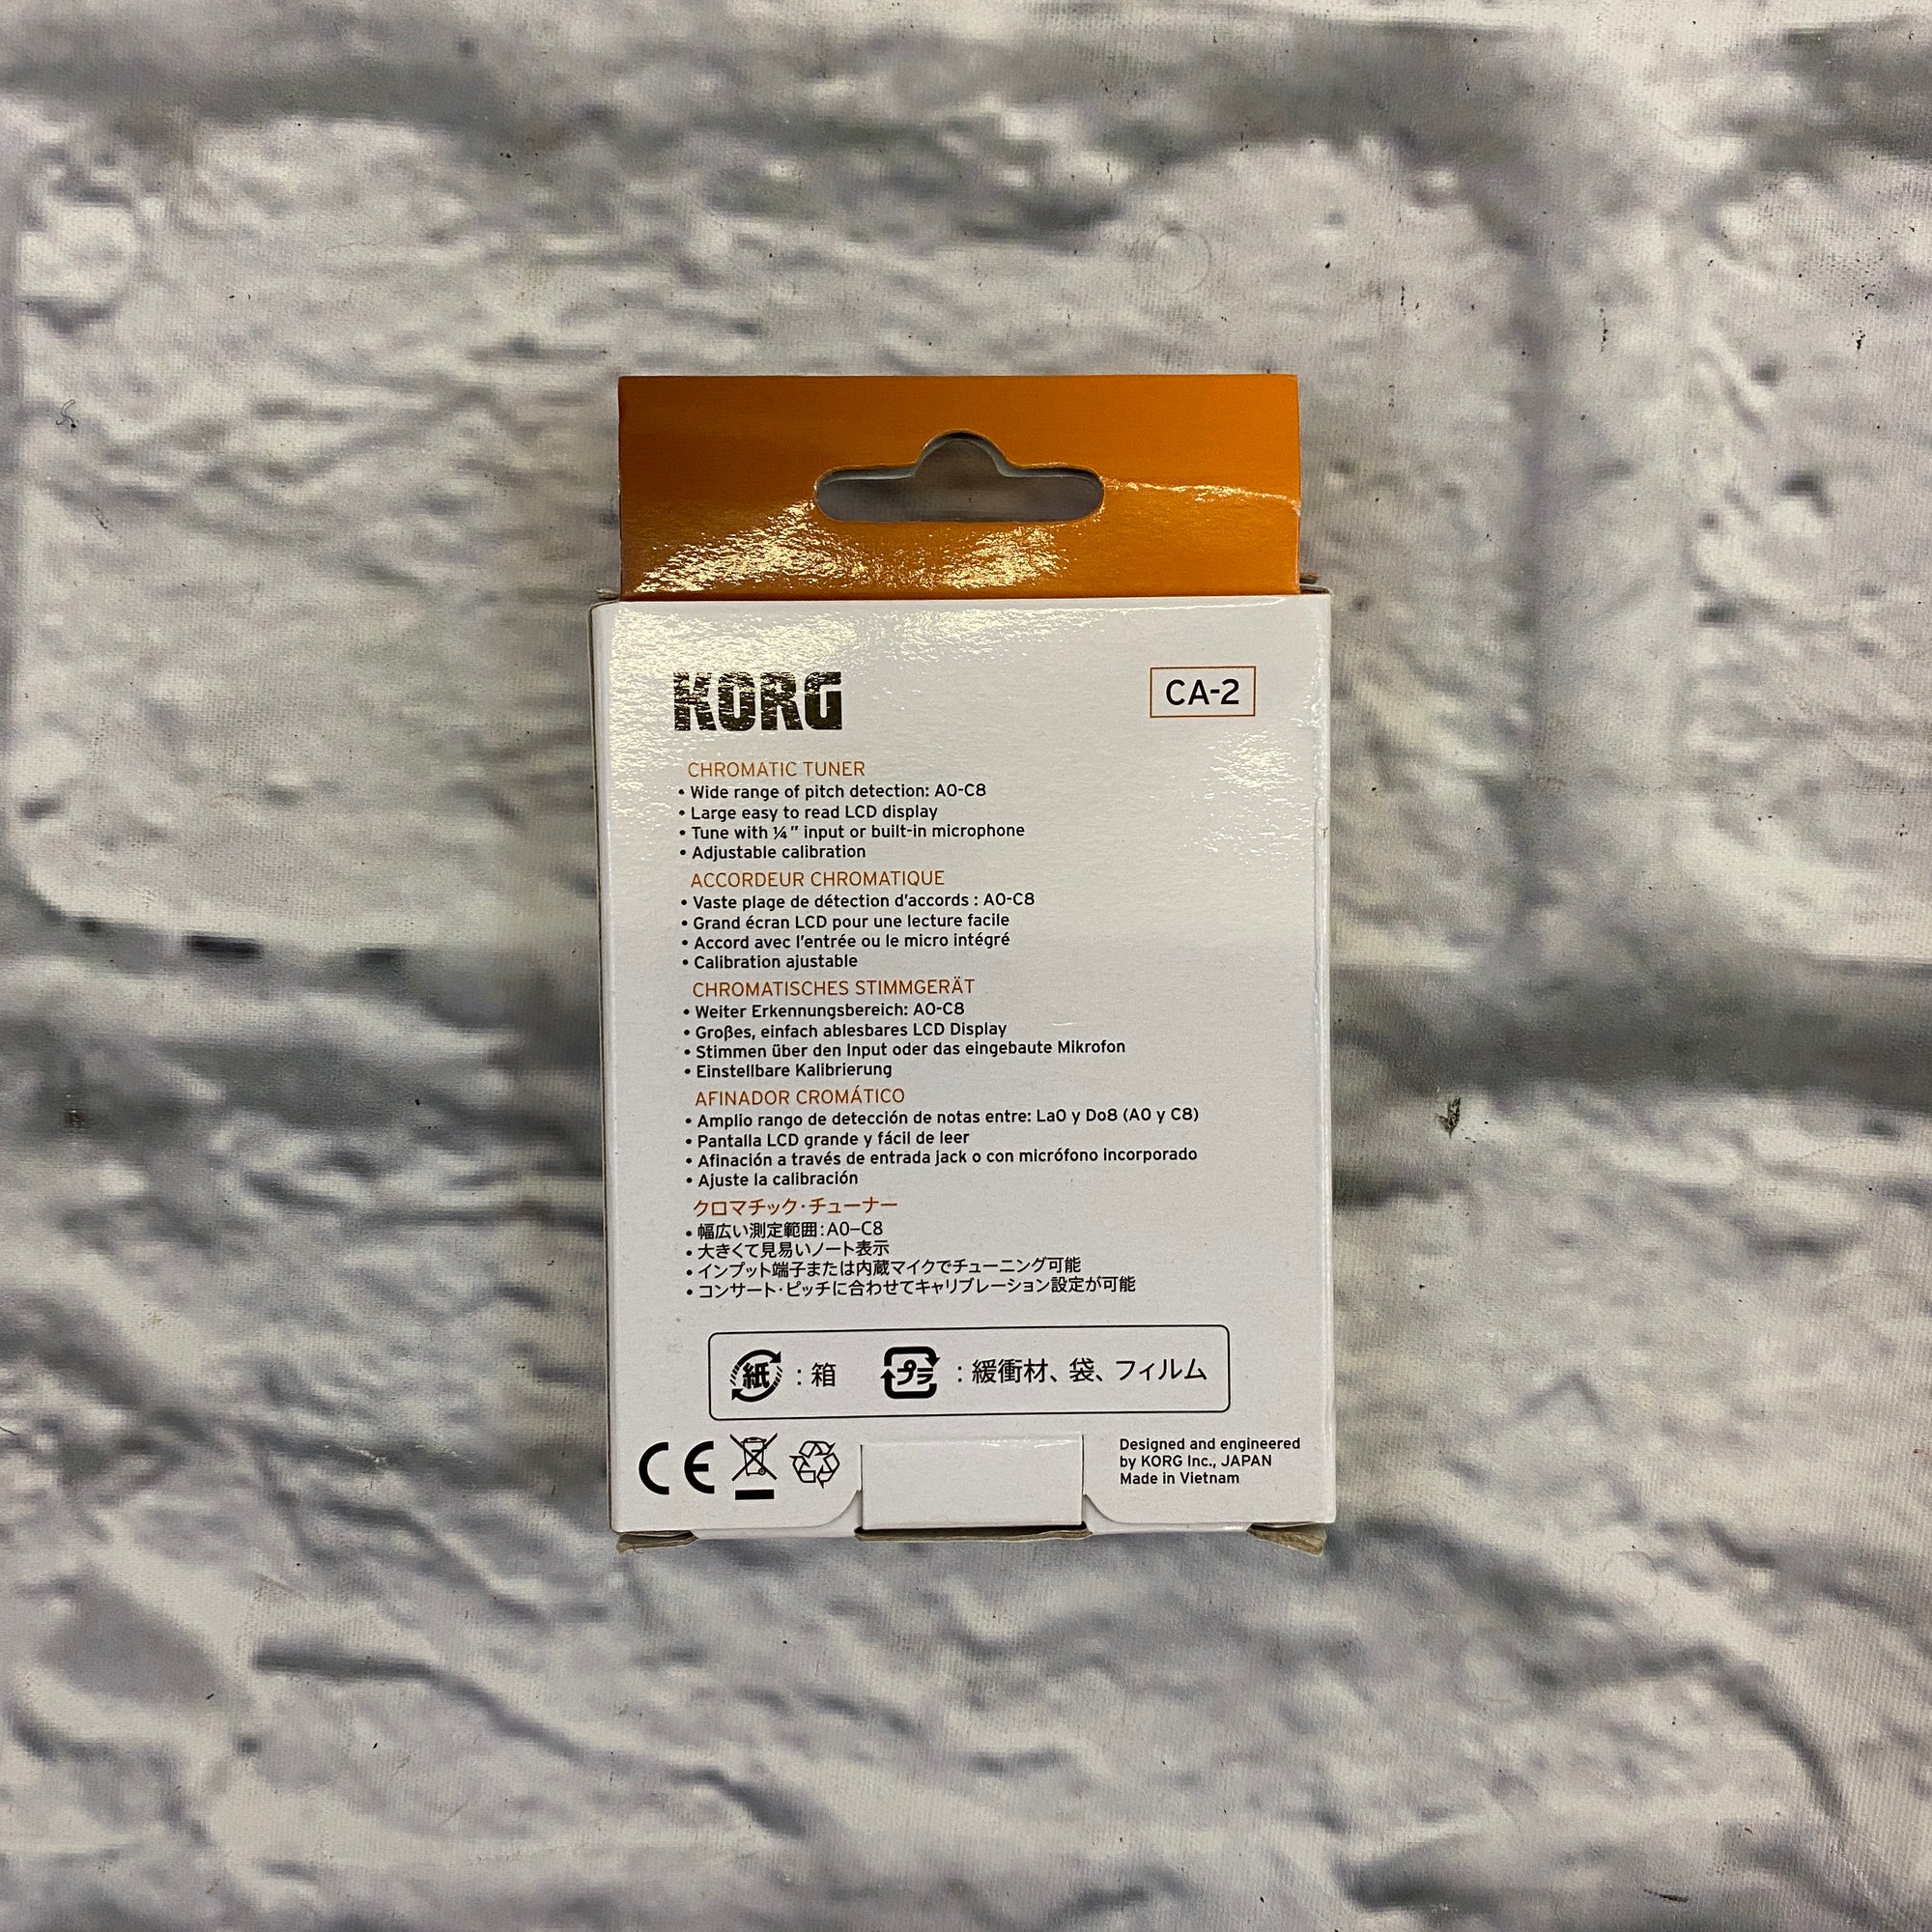 KORG
CA-2
CHROMATIC TUNER
• Wide range of pitch detection: A0-C8
• Large easy to read LCD display
• Tune with ¼" input or built-in microphone
• Adjustable calibration
ACCORDEUR CHROMATIQUE
• Vaste plage de détection d'accords : A0-C8
• Grand écran LCD pour une lecture facile
• Accord avec l'entrée ou le micro intégré
• Calibration ajustable
CHROMATISCHES STIMMGERÄT
• Weiter Erkennungsbereich: A0-C8
• Großes, einfach ablesbares LCD Display
• Stimmen über den Input oder das eingebaute Mikrofon
• Einstellbare Kalibrierung
AFINADOR CROMÁTICO
• Amplio rango de detección de notas entre: La0 y Do8 (A0 y C8)
• Pantalla LCD grande y fácil de leer
• Afinación a través de entrada jack o con micrófono incorporado
• Ajuste la calibración
クロマチック・チューナー
• 幅広い測定範囲:A0–C8
• 大きくて見易いノート表示
• インプット端子または内蔵マイクでチューニング可能
• コンサート・ピッチに合わせてキャリブレーション設定が可能
紙 : 箱 プラ : 緩衝材、袋、フィルム
CE
Designed and engineered
by KORG Inc., JAPAN
Made in Vietnam